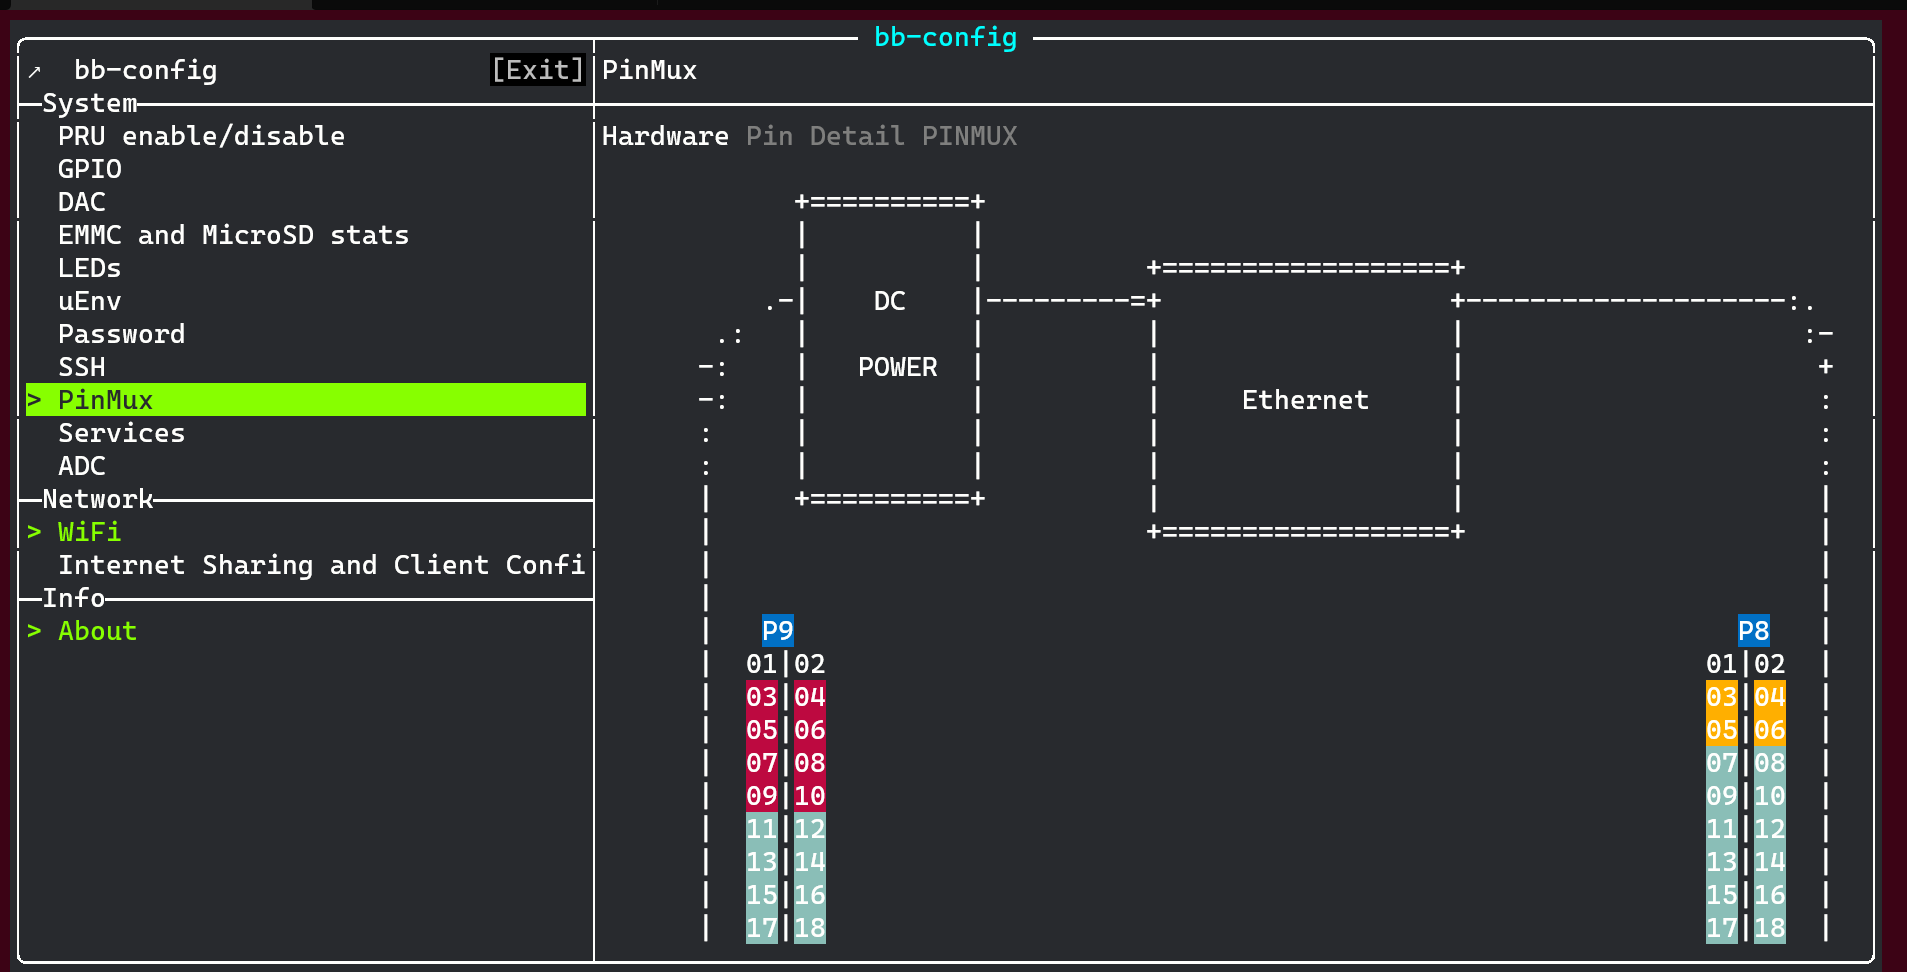 bb-config
↗ bb-config [Exit]
System
PRU enable/disable
GPIO
DAC
EMMC and MicroSD stats
LEDs
uEnv
Password
SSH
> PinMux
Services
ADC
Network
> WiFi
Internet Sharing and Client Confi
Info
> About
PinMux
Hardware Pin Detail PINMUX
DC
POWER
Ethernet
P9
01|02
03|04
05|06
07|08
09|10
11|12
13|14
15|16
17|18
P8
01|02
03|04
05|06
07|08
09|10
11|12
13|14
15|16
17|18